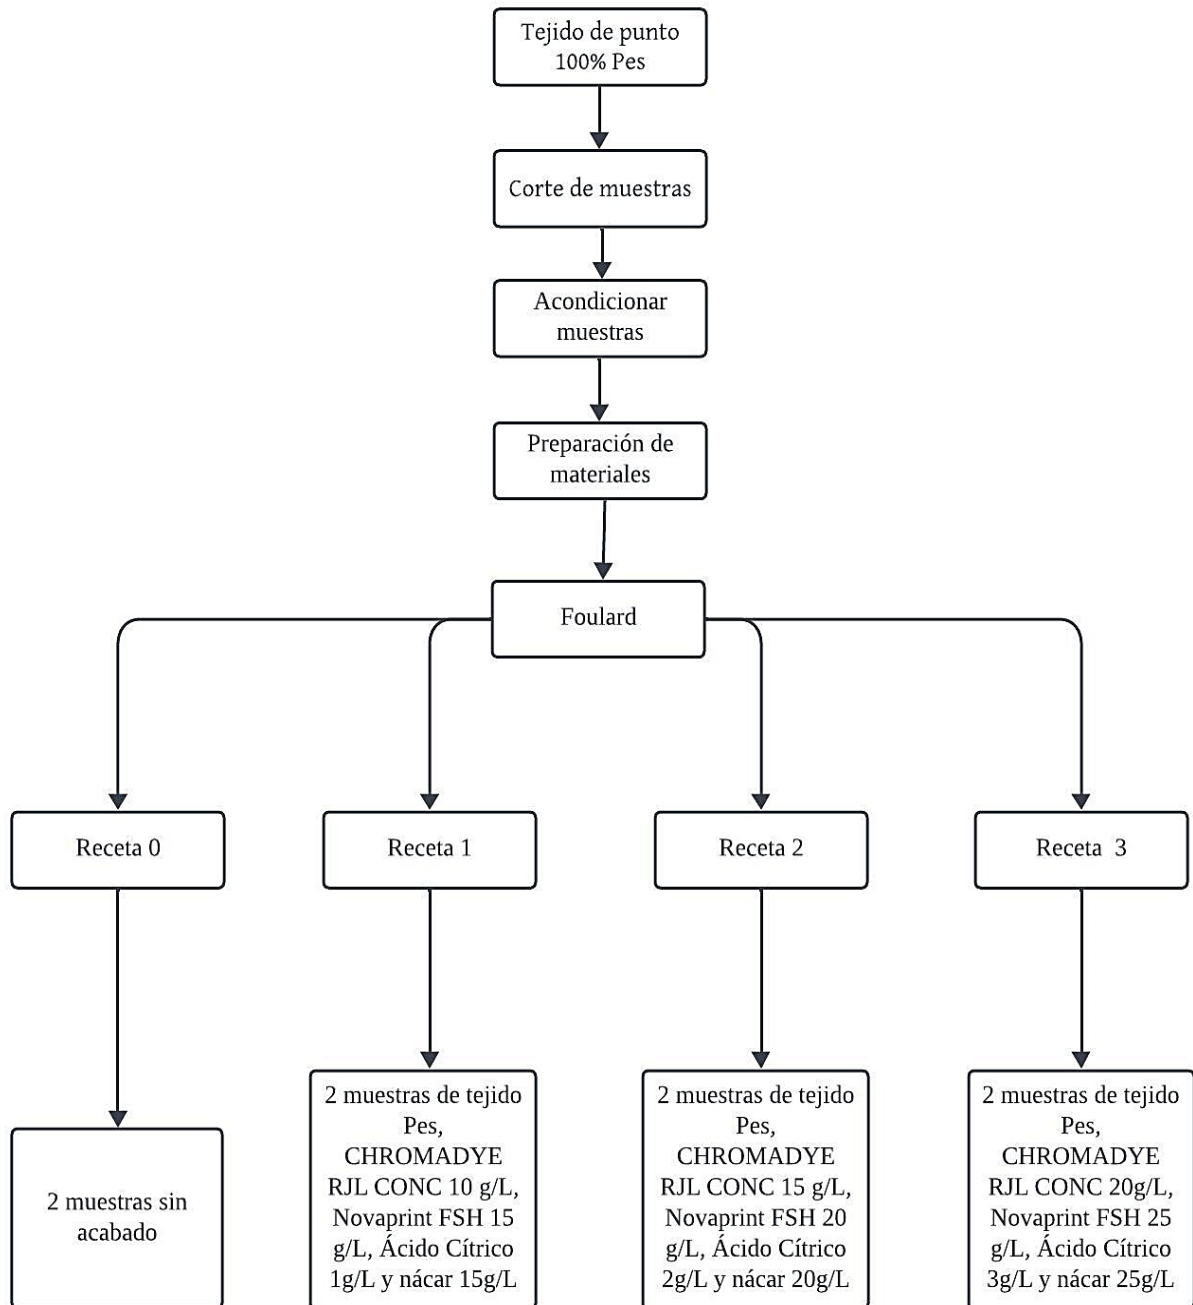 Tejido de punto
100% Pes
Corte de muestras
Acondicionar
muestras
Preparación de
materiales
Foulard
Receta 0
Receta 1
Receta 2
Receta  3
2 muestras sin
acabado
2 muestras de tejido
Pes,
CHROMADYE
RJL CONC 10 g/L,
Novaprint FSH 15
g/L, Ácido Cítrico
1g/L y nácar 15g/L
2 muestras de tejido
Pes,
CHROMADYE
RJL CONC 15 g/L,
Novaprint FSH 20
g/L, Ácido Cítrico
2g/L y nácar 20g/L
2 muestras de tejido
Pes,
CHROMADYE
RJL CONC 20g/L,
Novaprint FSH 25
g/L, Ácido Cítrico
3g/L y nácar 25g/L